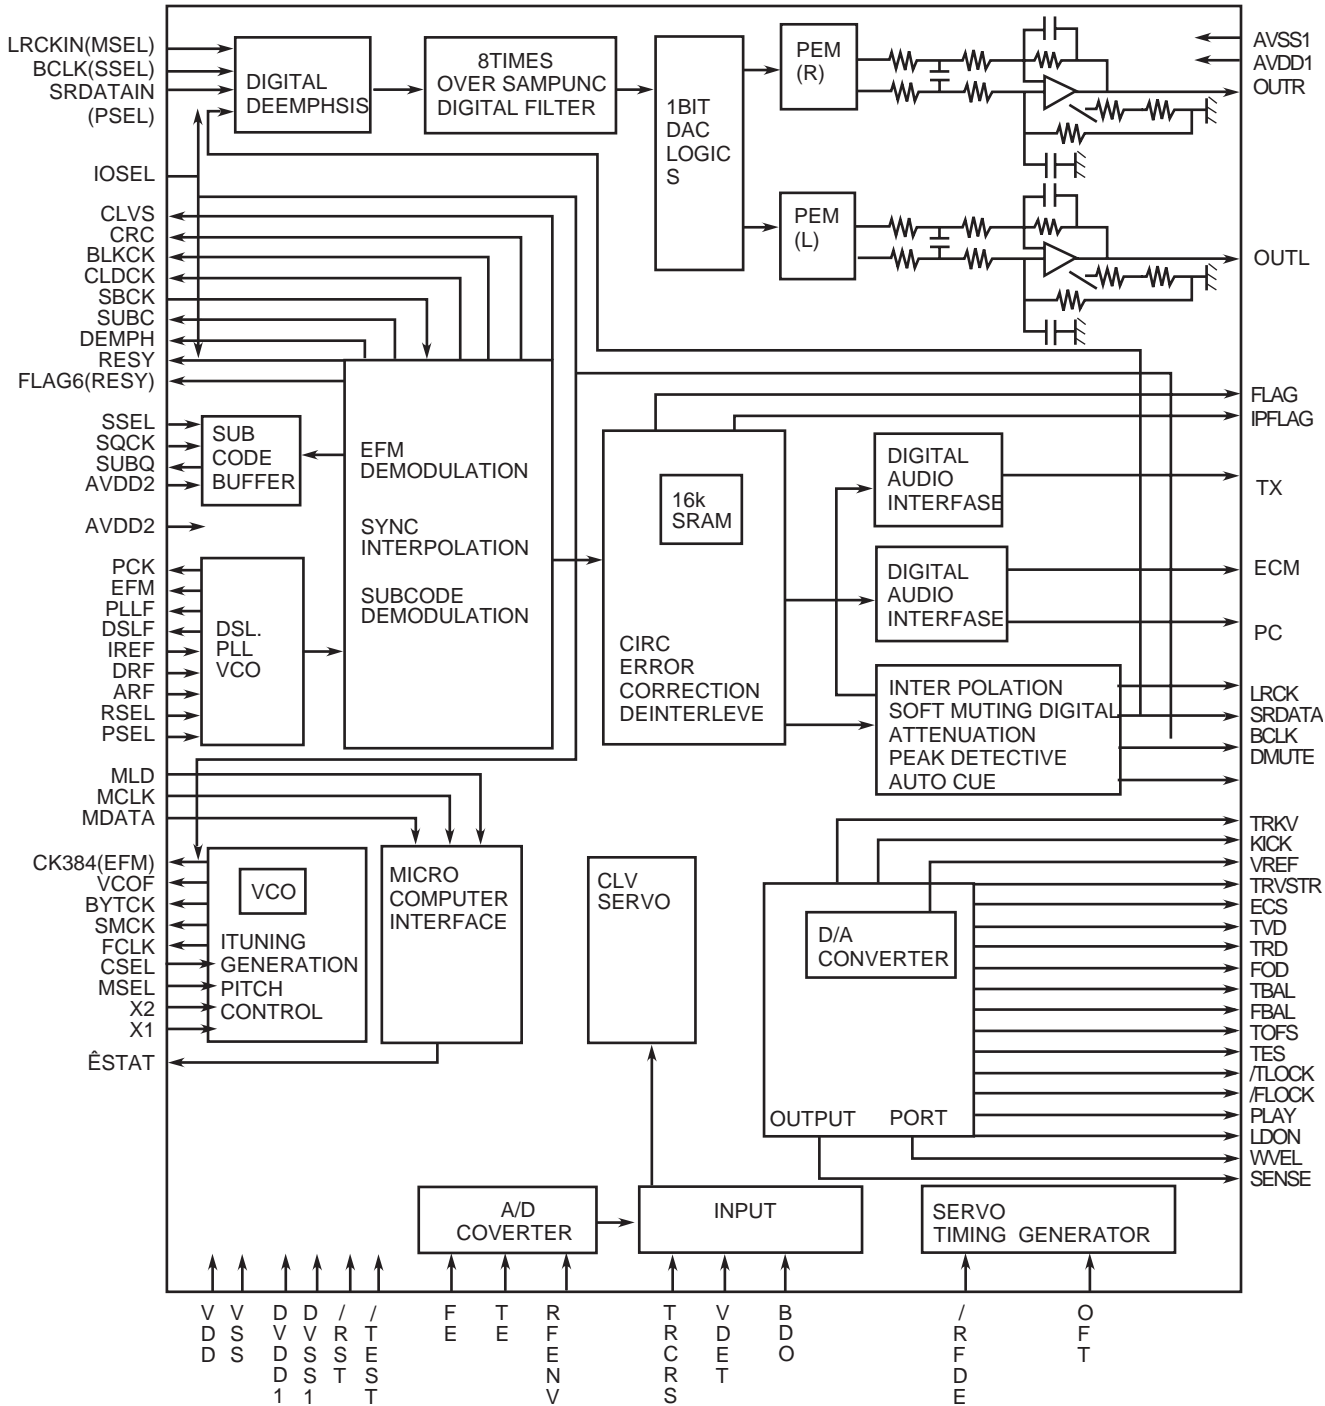 LRCKIN(MSEL)
BCLK(SSEL)
SRDATAIN
(PSEL)
IOSEL
CLVS
CRC
BLKCK
CLDCK
SBCK
SUBC
DEMPH
RESY
FLAG6(RESY)
SSEL
SQCK
SUBQ
AVDD2
AVDD2
PCK
EFM
PLLF
DSLF
IREF
DRF
ARF
RSEL
PSEL
MLD
MCLK
MDATA
CK384(EFM)
VCOF
BYTCK
SMCK
FCLK
CSEL
MSEL
X2
X1
ÊSTAT
DIGITAL
DEEMPHSIS
8TIMES
OVER SAMPUNC
DIGITAL FILTER
1BIT
DAC
LOGIC
S
PEM
(R)
PEM
(L)
SUB
CODE
BUFFER
EFM
DEMODULATION
SYNC
INTERPOLATION
SUBCODE
DEMODULATION
DSL.
PLL
VCO
16k
SRAM
CIRC
ERROR
CORRECTION
DEINTERLEVE
DIGITAL
AUDIO
INTERFASE
DIGITAL
AUDIO
INTERFASE
INTER POLATION
SOFT MUTING DIGITAL
ATTENUATION
PEAK DETECTIVE
AUTO CUE
VCO
ITUNING
GENERATION
PITCH
CONTROL
MICRO
COMPUTER
INTERFACE
CLV
SERVO
D/A
CONVERTER
OUTPUT PORT
A/D
COVERTER
INPUT
SERVO
TIMING GENERATOR
AVSS1
AVDD1
OUTR
OUTL
FLAG
IPFLAG
TX
ECM
PC
LRCK
SRDATA
BCLK
DMUTE
TRKV
KICK
VREF
TRVSTR
ECS
TVD
TRD
FOD
TBAL
FBAL
TOFS
TES
/TLOCK
/FLOCK
PLAY
LDON
WVEL
SENSE
VDD
VSS
DVDD1
DVSS1
/RST
/TEST
FE
TE
RFENV
TRCRS
VDET
BDO
/RFDE
OFT